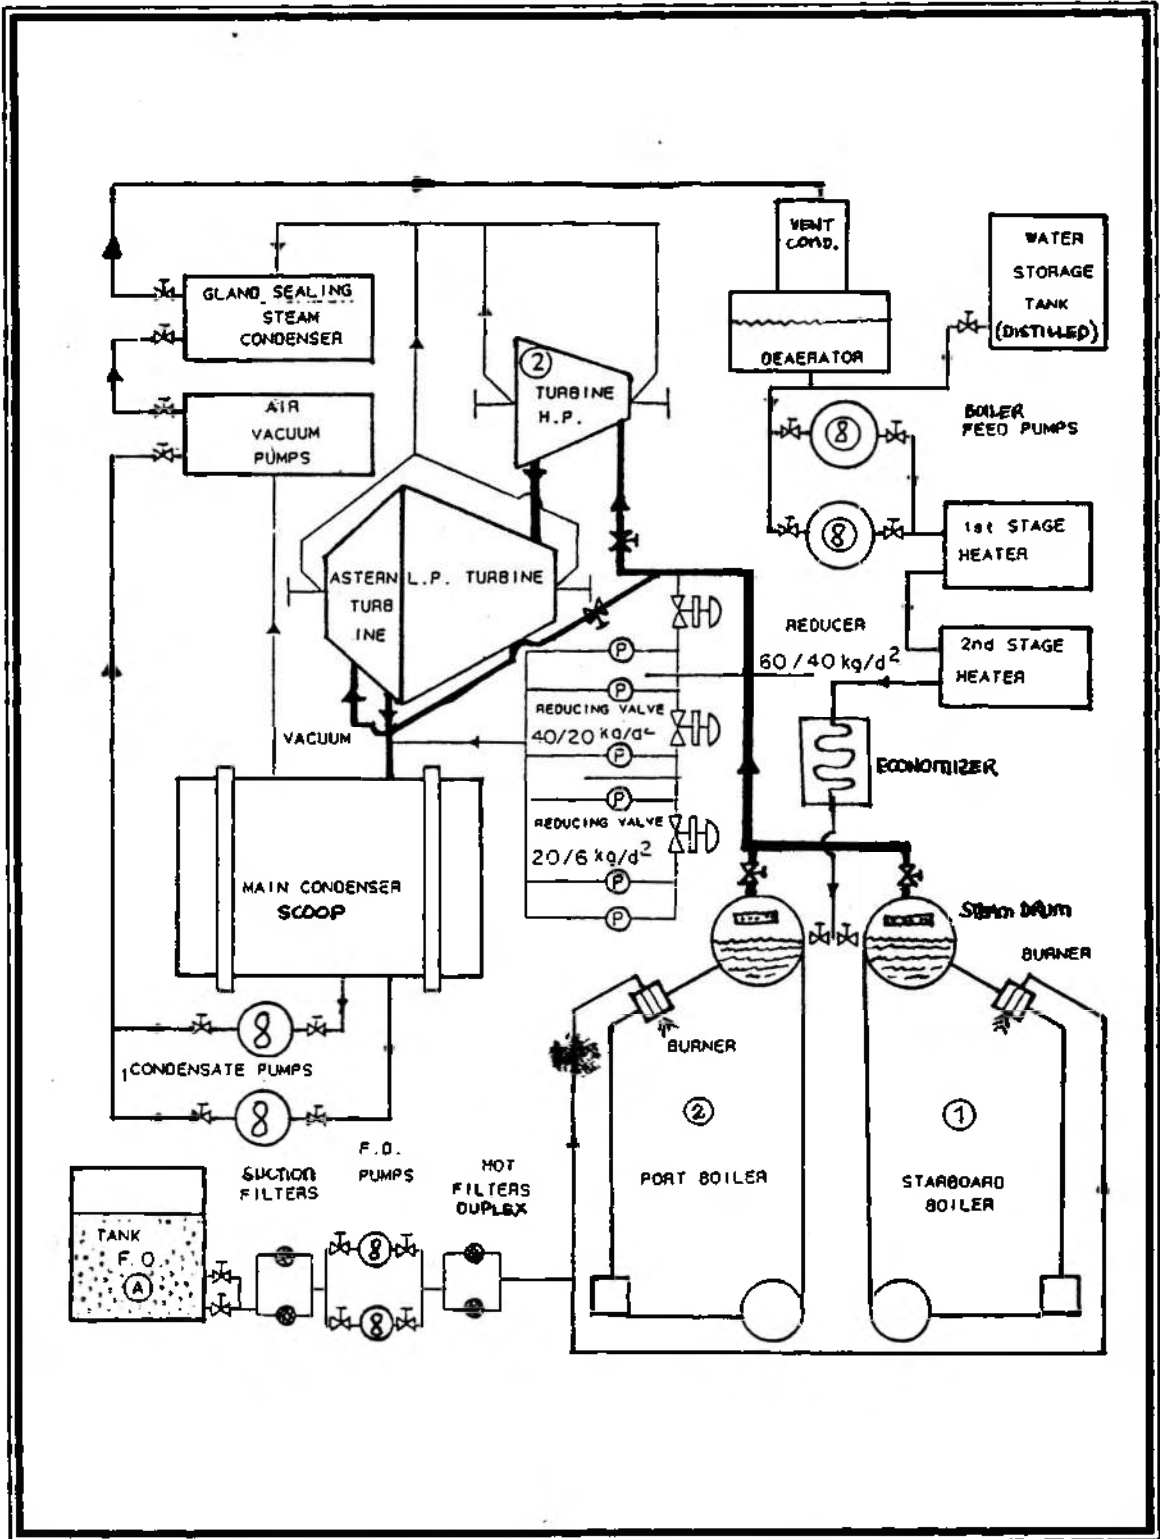 VENT
COND.
WATER
STORAGE
TANK
(DISTILLED)
GLAND SEALING
STEAM
CONDENSER
DEAERATOR
2
TURBINE
H.P.
AIR
VACUUM
PUMPS
BOILER
FEED PUMPS
8
8
1st STAGE
HEATER
ASTERN
TURB
INE
L.P. TURBINE
REDUCER
60/40 kg/d2
2nd STAGE
HEATER
P
P
REDUCING VALVE
40/20 kg/d2
P
VACUUM
ECONOMIZER
P
REDUCING VALVE
20/6 kg/d2
P
P
MAIN CONDENSER
SCOOP
STEAM DRUM
BURNER
8
BURNER
1CONDENSATE PUMPS
8
2
1
PORT BOILER
STARBOARD
BOILER
SUCTION
FILTERS
F.O.
PUMPS
HOT
FILTERS
DUPLEX
TANK
F.O
A
8
8